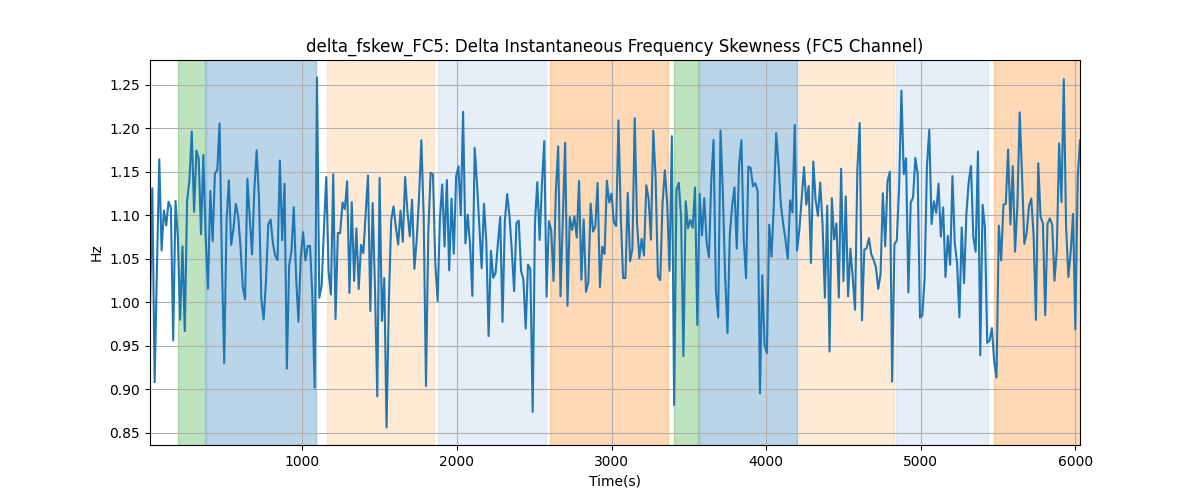 delta_fskew_FC5: Delta Instantaneous Frequency Skewness (FC5 Channel)
1.25
1.20
1.15
1.10
1.05
1.00
0.95
0.90
0.85
Hz
1000 2000 3000 4000 5000 6000
Time(s)